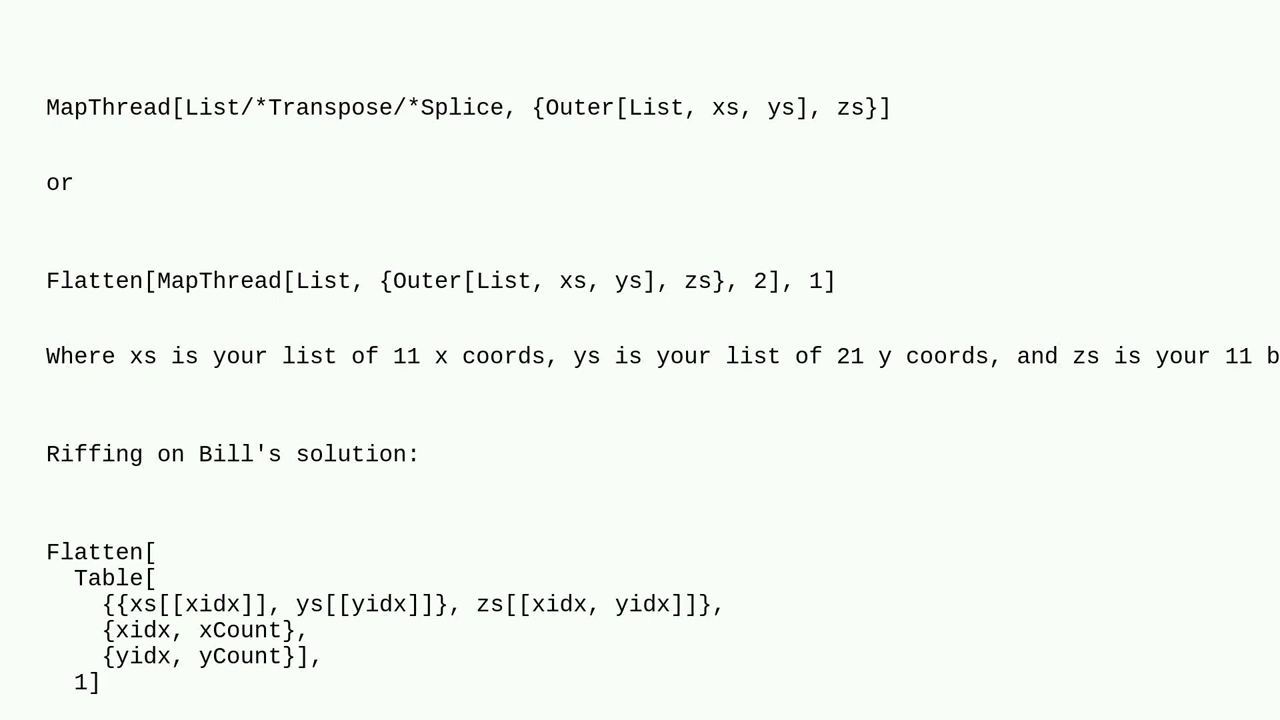 MapThread[List/*Transpose/*Splice, {Outer[List, xs, ys], zs}]
or
Flatten[MapThread[List, {Outer[List, xs, ys], zs}, 2], 1]
Where xs is your list of 11 x coords, ys is your list of 21 y coords, and zs is your 11 b
Riffing on Bill's solution:
Flatten[
  Table[
    {{xs[[xidx]], ys[[yidx]]}, zs[[xidx, yidx]]},
    {xidx, xCount},
    {yidx, yCount}],
  1]